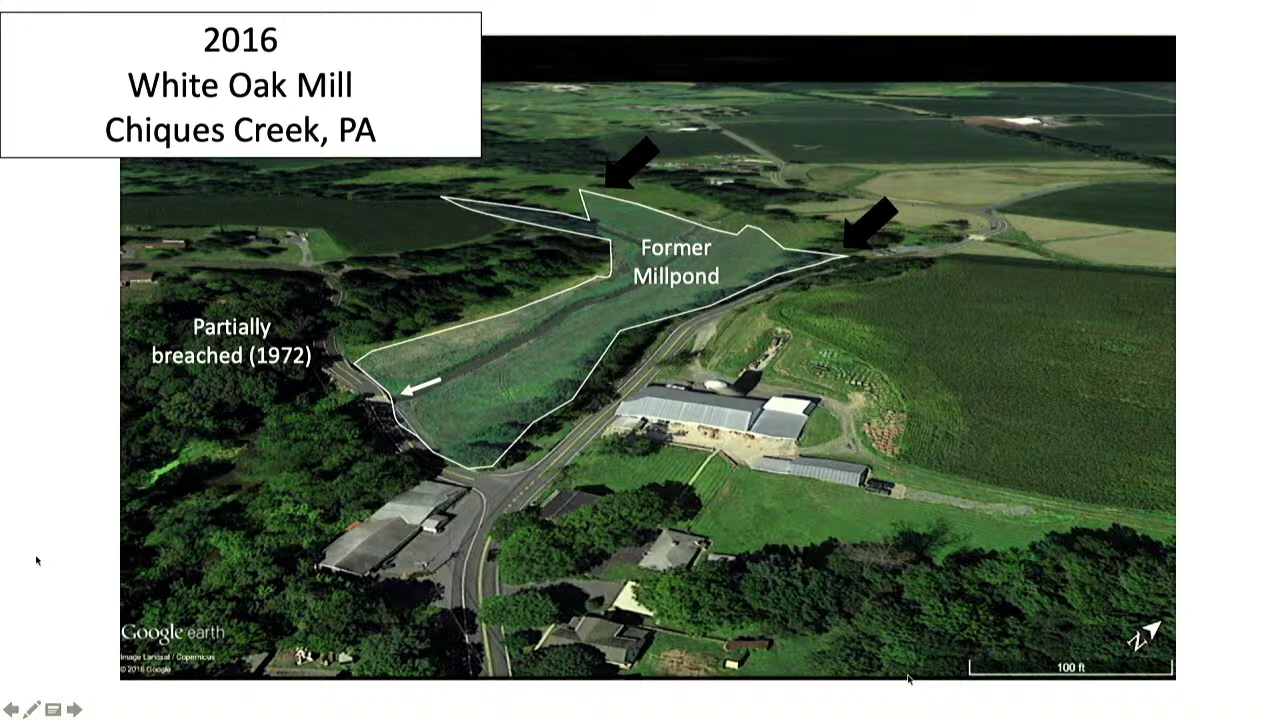 2016
White Oak Mill
Chiques Creek, PA
Former
Millpond
Partially
breached (1972)
Google earth
Image Landsat / Copernicus
© 2016 Google
N
100 ft